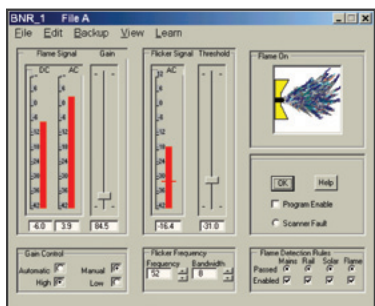 BNR_1 File A
File Edit Backup View Learn
Flame Signal Gain
DC AC
-6.0 3.9 84.5
Flicker Signal Threshold
AC
-16.4 -31.0
Flame On
OK Help
Program Enable
Scanner Fault
Gain Control
Automatic Manual
High Low
Flicker Frequency
Frequency Bandwidth
52 8
Flame Detection Rules
Mains Rail Solar Flame
Passed
Enabled